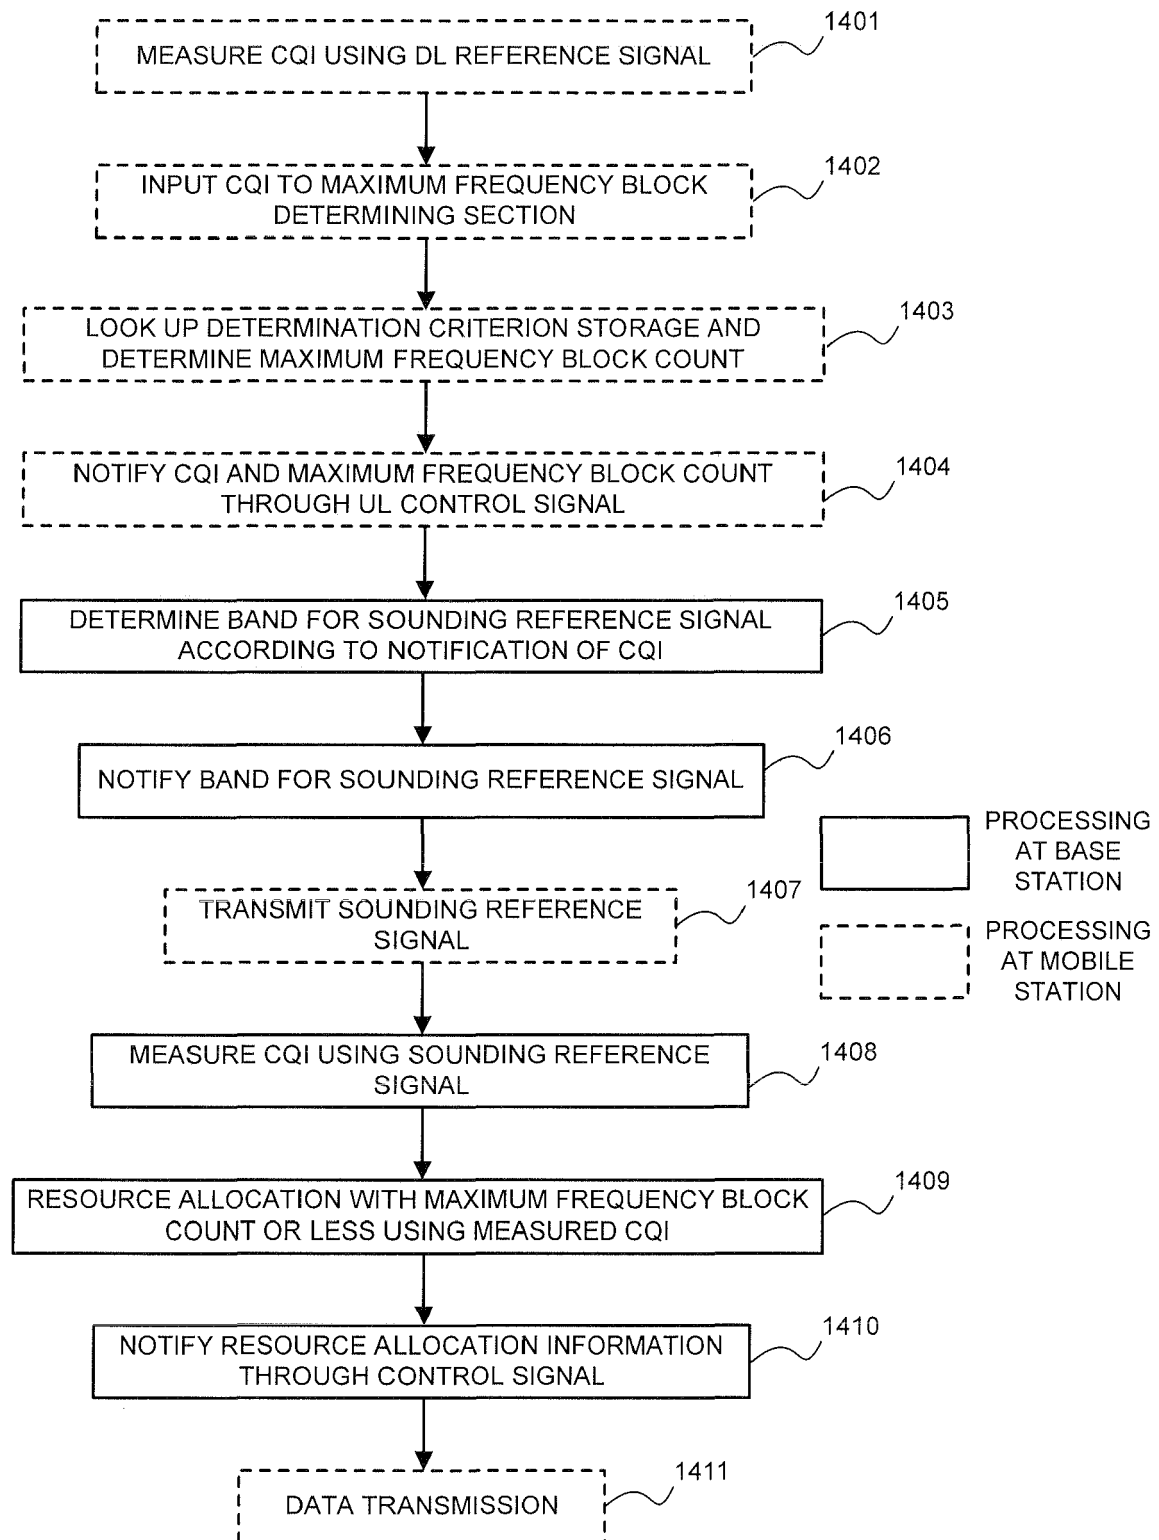 1401
MEASURE CQI USING DL REFERENCE SIGNAL
1402
INPUT CQI TO MAXIMUM FREQUENCY BLOCK
DETERMINING SECTION
1403
LOOK UP DETERMINATION CRITERION STORAGE AND
DETERMINE MAXIMUM FREQUENCY BLOCK COUNT
1404
NOTIFY CQI AND MAXIMUM FREQUENCY BLOCK COUNT
THROUGH UL CONTROL SIGNAL
1405
DETERMINE BAND FOR SOUNDING REFERENCE SIGNAL
ACCORDING TO NOTIFICATION OF CQI
1406
NOTIFY BAND FOR SOUNDING REFERENCE SIGNAL
PROCESSING
AT BASE
STATION
1407
TRANSMIT SOUNDING REFERENCE
SIGNAL
PROCESSING
AT MOBILE
STATION
1408
MEASURE CQI USING SOUNDING REFERENCE
SIGNAL
1409
RESOURCE ALLOCATION WITH MAXIMUM FREQUENCY BLOCK
COUNT OR LESS USING MEASURED CQI
1410
NOTIFY RESOURCE ALLOCATION INFORMATION
THROUGH CONTROL SIGNAL
1411
DATA TRANSMISSION